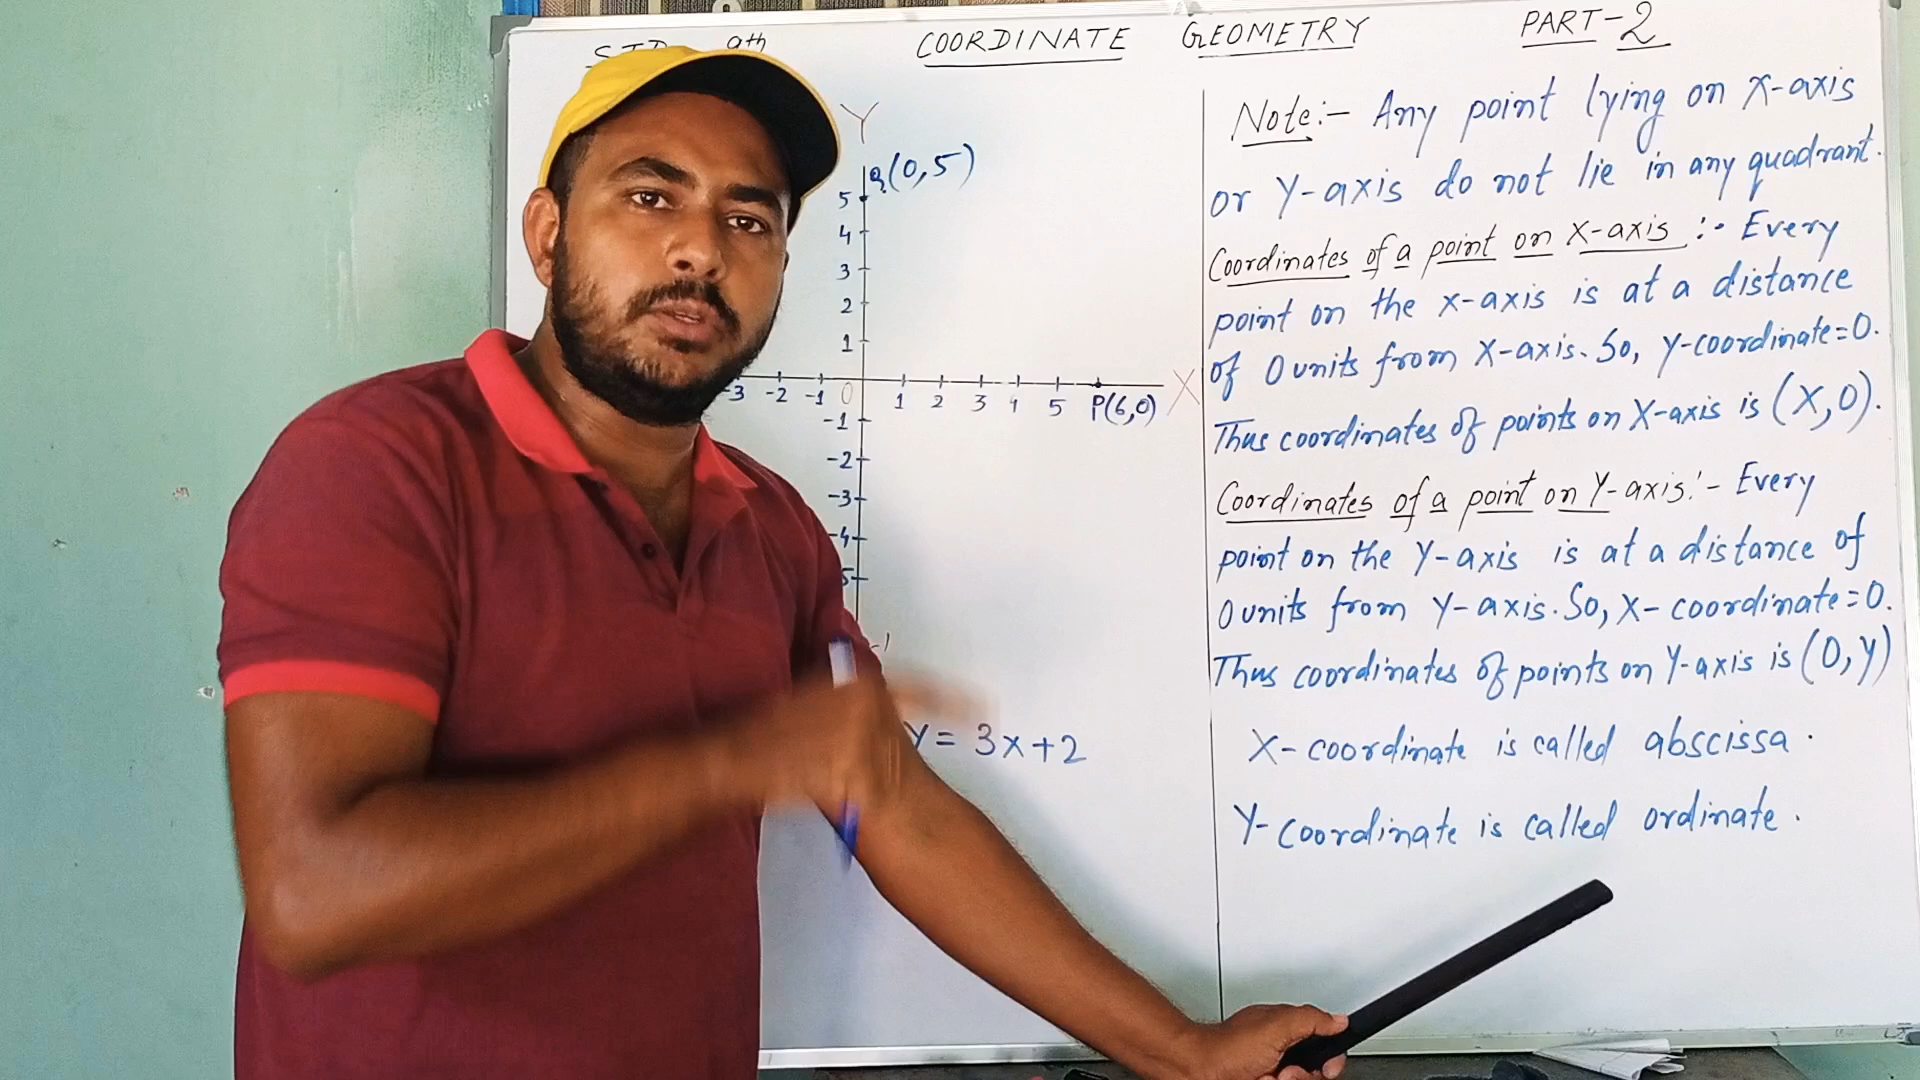 9th COORDINATE GEOMETRY PART-2
Y
Q(0,5)
5
4
3
2
1
-3 -2 -1 0 1 2 3 4 5 P(6,0) X
-1
-2
-3
-4
5
Y = 3x+2
Note:- Any point lying on X-axis
or Y-axis do not lie in any quadrant.
Coordinates of a point on X-axis :- Every
point on the x-axis is at a distance
of 0 units from X-axis. So, Y-coordinate=0.
Thus coordinates of points on X-axis is (X,0).
Coordinates of a point on Y-axis:- Every
point on the Y-axis is at a distance of
0 units from Y-axis. So, X-coordinate=0.
Thus coordinates of points on Y-axis is (0,Y)
X-coordinate is called abscissa.
Y-coordinate is called ordinate.